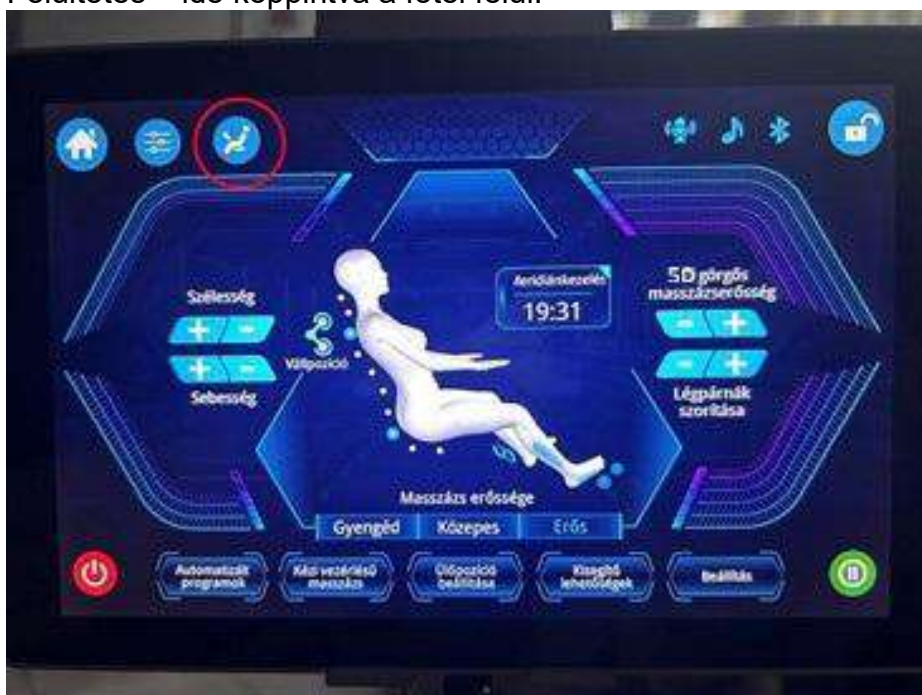 Szélesség
Sebesség
Vállpozíció
19:31
5D görgős
masszázserősség
Légpárnák
szorítása
Masszázs erőssége
Gyengéd Közepes Erős
Automatizált
programok
Kézi vezérlésű
masszázs
Ülőpozíció
beállítása
Kisegítő
lehetőségek
Beállítás